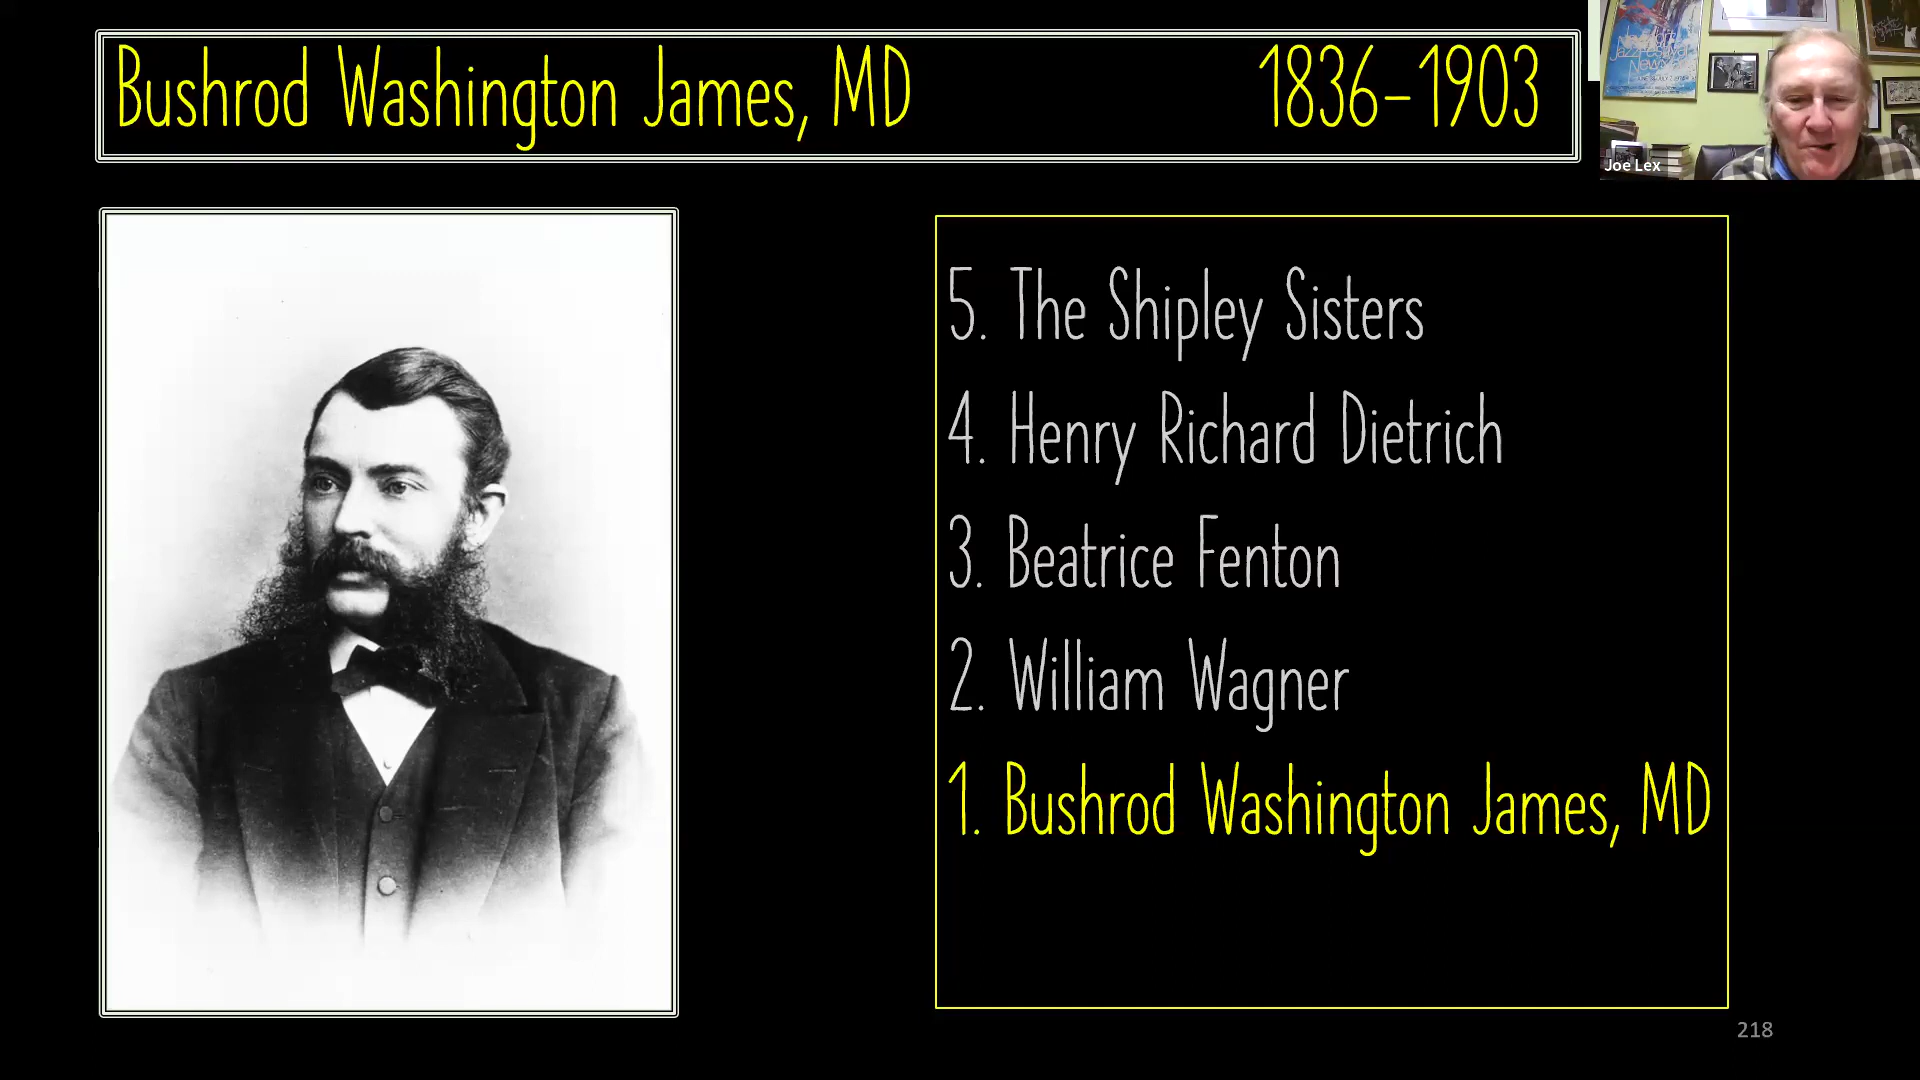 Bushrod Washington James, MD 1836-1903
Joe Lex
5. The Shipley Sisters
4. Henry Richard Dietrich
3. Beatrice Fenton
2. William Wagner
1. Bushrod Washington James, MD
218